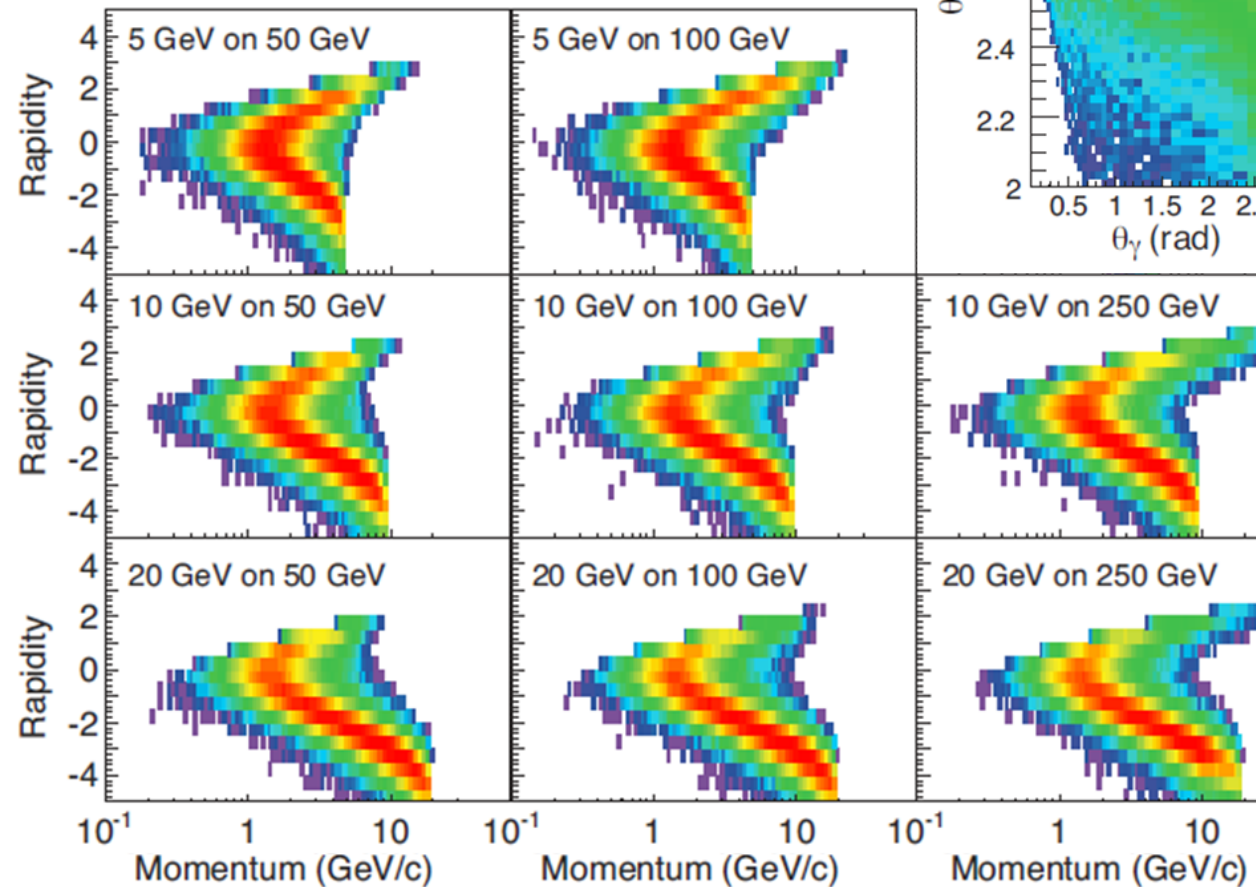 5 GeV on 50 GeV
5 GeV on 100 GeV
Rapidity
4
2
0
-2
-4
θ
2.4
2.2
2
0.5 1 1.5 2 2.
θγ (rad)
10 GeV on 50 GeV
10 GeV on 100 GeV
10 GeV on 250 GeV
Rapidity
4
2
0
-2
-4
20 GeV on 50 GeV
20 GeV on 100 GeV
20 GeV on 250 GeV
Rapidity
4
2
0
-2
-4
10-1 1 10 10-1 1 10 10-1 1 10
Momentum (GeV/c) Momentum (GeV/c) Momentum (GeV/c)